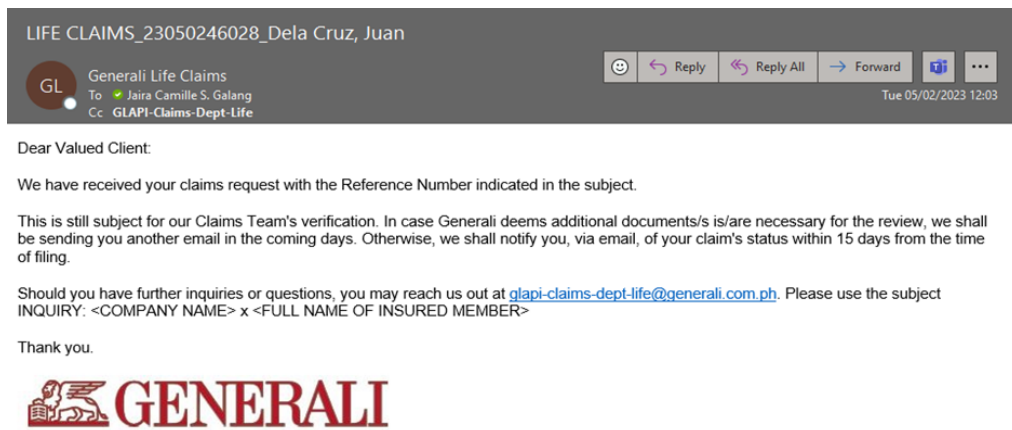 LIFE CLAIMS_23050246028_Dela Cruz, Juan
GL
Generali Life Claims
To Jaira Camille S. Galang
Cc GLAPI-Claims-Dept-Life
Reply
Reply All
Forward
Tue 05/02/2023 12:03
Dear Valued Client:
We have received your claims request with the Reference Number indicated in the subject.
This is still subject for our Claims Team's verification. In case Generali deems additional documents/s is/are necessary for the review, we shall
be sending you another email in the coming days. Otherwise, we shall notify you, via email, of your claim's status within 15 days from the time
of filing.
Should you have further inquiries or questions, you may reach us out at glapi-claims-dept-life@generali.com.ph. Please use the subject
INQUIRY: <COMPANY NAME> x <FULL NAME OF INSURED MEMBER>
Thank you.
GENERALI